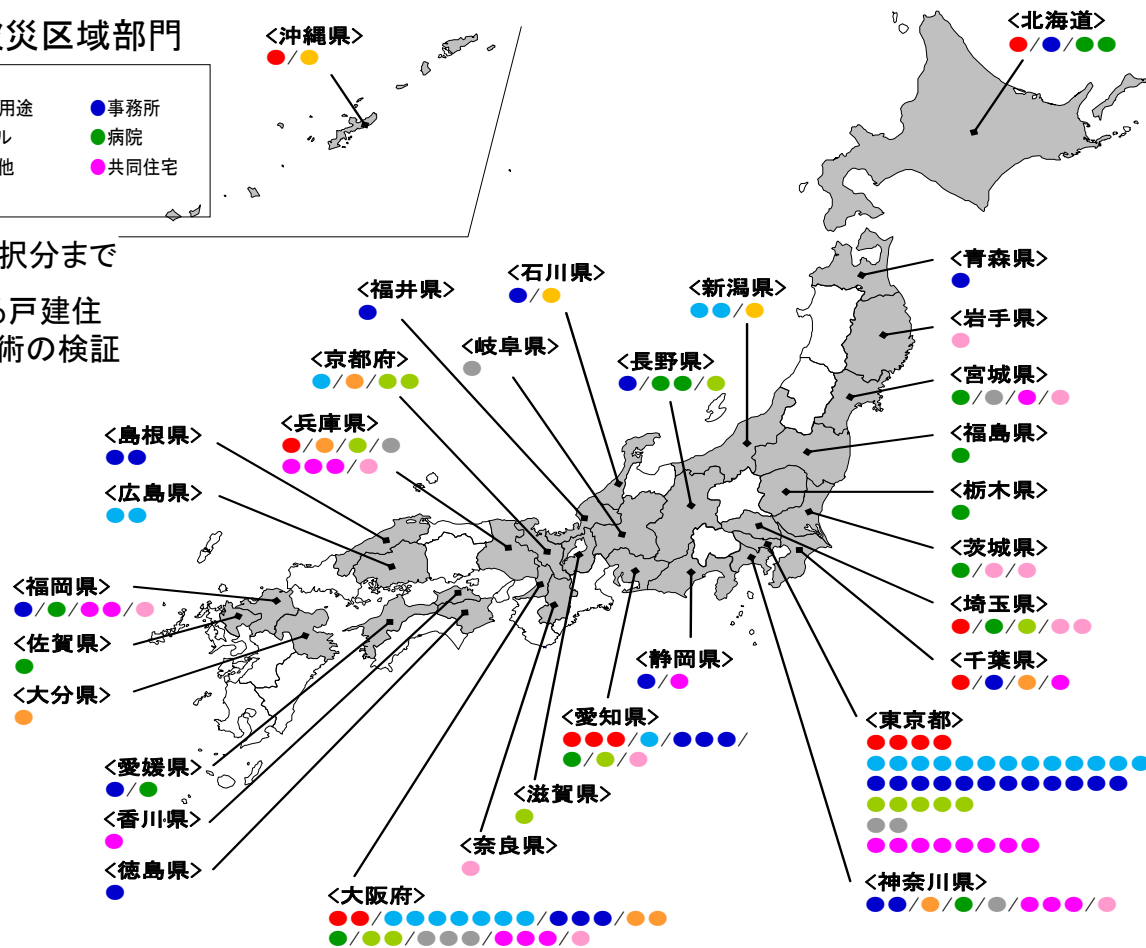 災区域部門
用途
事務所
ル
病院
他
共同住宅
択分まで
る戸建住
術の検証
<沖縄県>
<北海道>
<青森県>
<岩手県>
<宮城県>
<福島県>
<栃木県>
<茨城県>
<埼玉県>
<千葉県>
<東京都>
<神奈川県>
<石川県>
<新潟県>
<福井県>
<岐阜県>
<長野県>
<京都府>
<兵庫県>
<島根県>
<広島県>
<福岡県>
<佐賀県>
<大分県>
<静岡県>
<愛知県>
<滋賀県>
<奈良県>
<愛媛県>
<香川県>
<徳島県>
<大阪府>